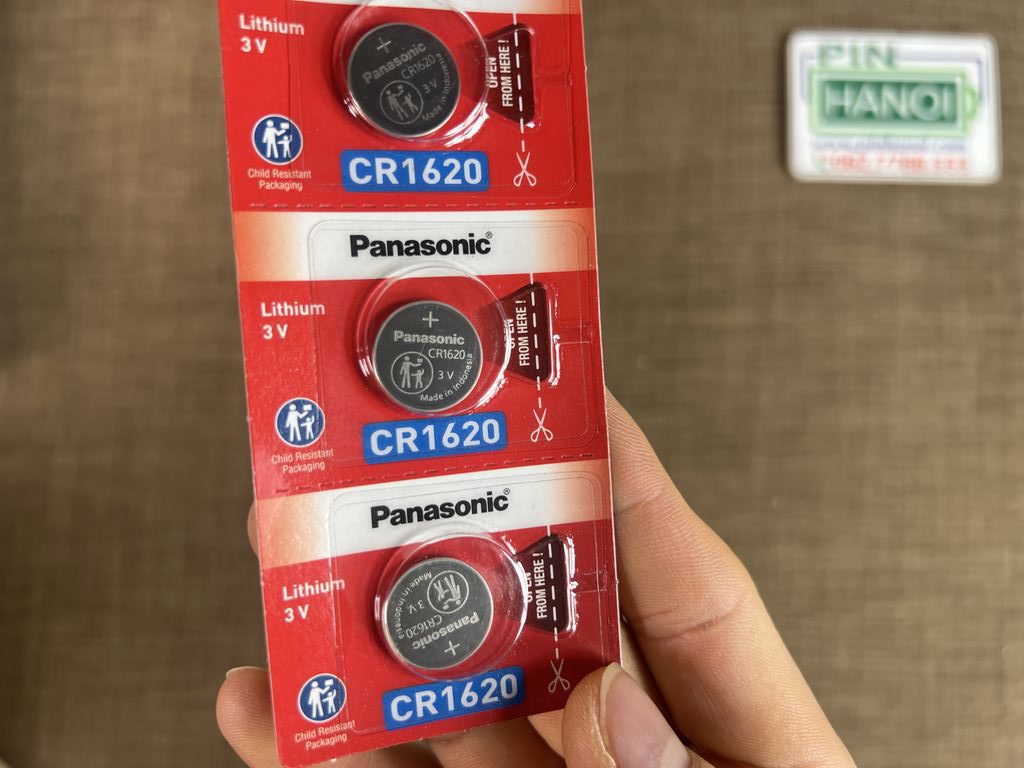 Lithium
3 V
+
Panasonic
CR1620
3 V
Made in Indonesia
OPEN
FROM HERE !
Child Resistant
Packaging
CR1620
Panasonic®
Lithium
3 V
+
Panasonic
CR1620
3 V
Made in Indonesia
OPEN
FROM HERE !
Child Resistant
Packaging
CR1620
Panasonic®
Lithium
3 V
+
Panasonic
CR1620
3 V
Made in Indonesia
OPEN
FROM HERE !
Child Resistant
Packaging
CR1620
PIN
HANOI